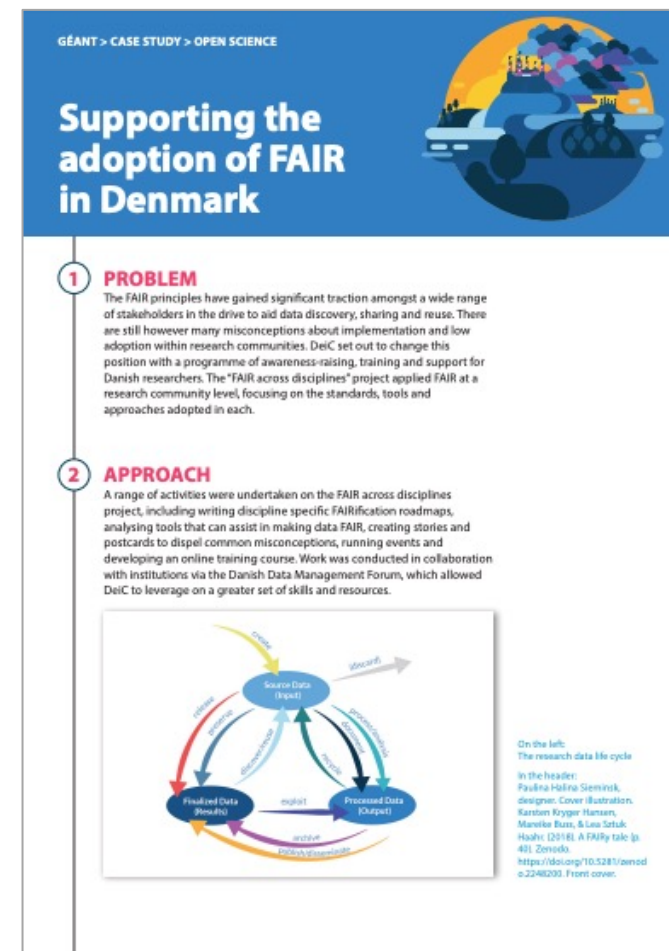 GÉANT > CASE STUDY > OPEN SCIENCE
Supporting the
adoption of FAIR
in Denmark
1
PROBLEM
The FAIR principles have gained significant traction amongst a wide range
of stakeholders in the drive to aid data discovery, sharing and reuse. There
are still however many misconceptions about implementation and low
adoption within research communities. DeiC set out to change this
position with a programme of awareness-raising, training and support for
Danish researchers. The "FAIR across disciplines" project applied FAIR at a
research community level, focusing on the standards, tools and
approaches adopted in each.
2
APPROACH
A range of activities were undertaken on the FAIR across disciplines
project, including writing discipline specific FAIRification roadmaps,
analysing tools that can assist in making data FAIR, creating stories and
postcards to dispel common misconceptions, running events and
developing an online training course. Work was conducted in collaboration
with institutions via the Danish Data Management Forum, which allowed
DeiC to leverage on a greater set of skills and resources.
create
(discard)
Source Data
(Input)
release
preserve
discover/reuse
recycle
document
process/analysis
Finalized Data
(Results)
exploit
Processed Data
(Output)
archive
publish/disseminate
On the left:
The research data life cycle
In the header:
Paulina Halina Sieminsk,
designer. Cover illustration.
Karsten Kryger Hansen,
Mareike Buss, & Lea Sztuk
Haahr. (2018). A FAIRy tale (p.
40). Zenodo.
https://doi.org/10.5281/zenod
o.2248200. Front cover.